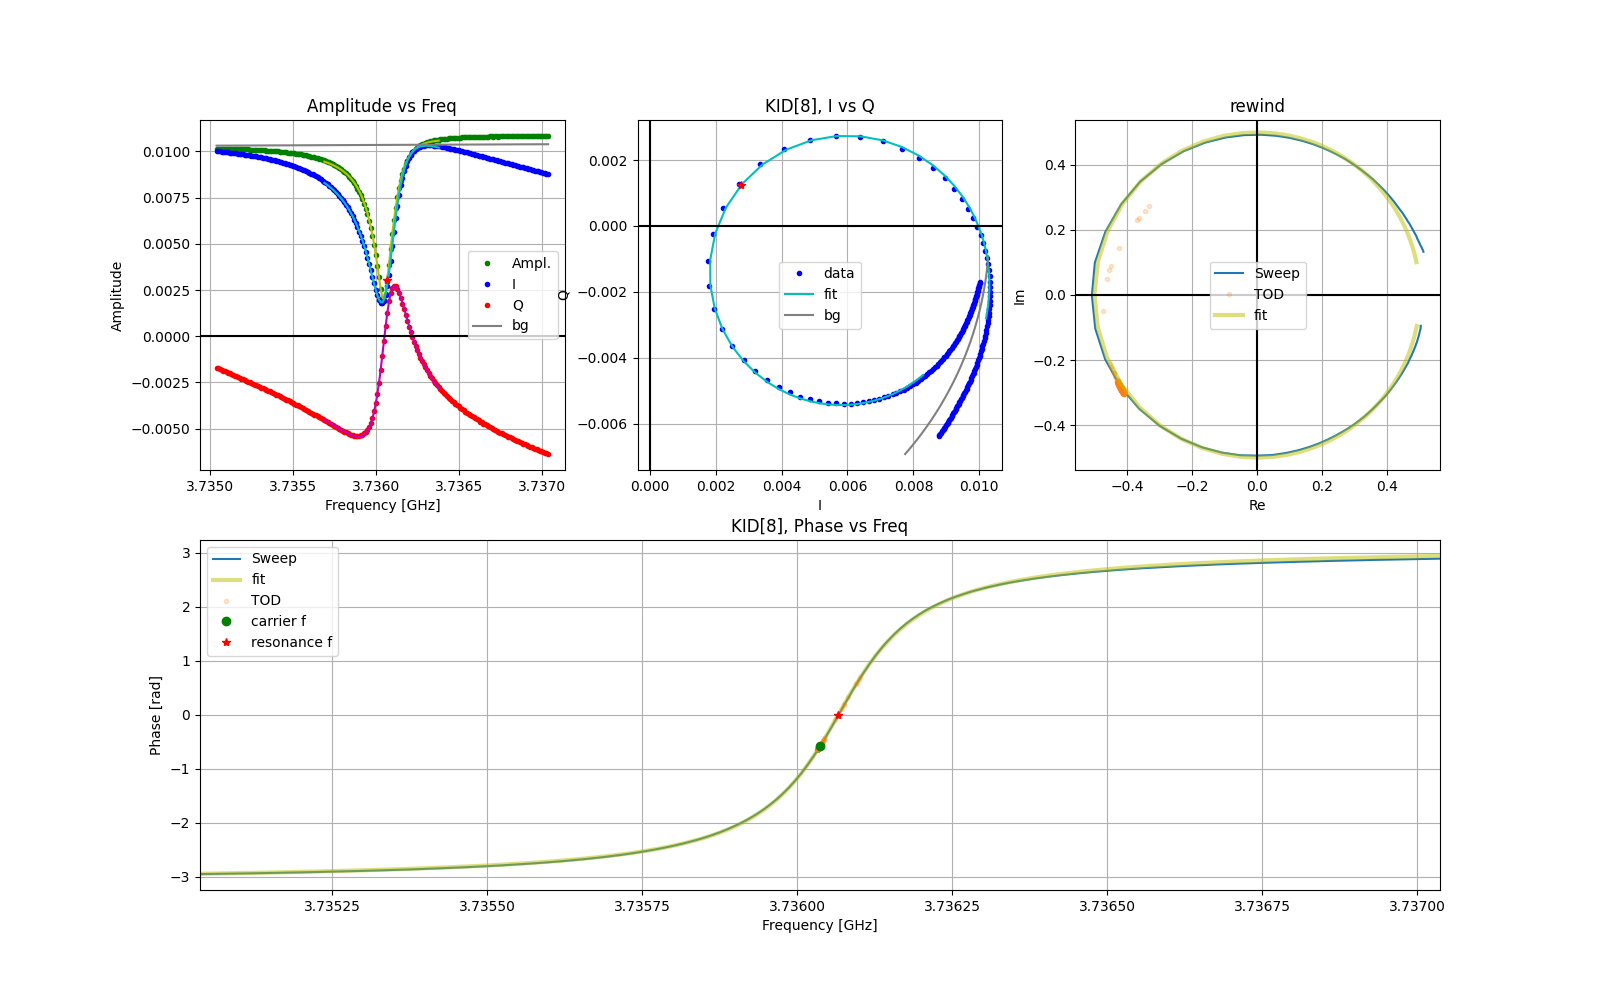 Amplitude vs Freq
Amplitude
0.0100
0.0075
0.0050
0.0025
0.0000
−0.0025
−0.0050
Ampl.
I
Q
bg
3.7350 3.7355 3.7360 3.7365 3.7370
Frequency [GHz]
KID[8], I vs Q
Q
0.002
0.000
−0.002
−0.004
−0.006
data
fit
bg
0.000 0.002 0.004 0.006 0.008 0.010
I
rewind
Im
0.4
0.2
0.0
−0.2
−0.4
Sweep
TOD
fit
−0.4 −0.2 0.0 0.2 0.4
Re
KID[8], Phase vs Freq
Phase [rad]
3
2
1
0
−1
−2
−3
Sweep
fit
TOD
carrier f
resonance f
3.73525 3.73550 3.73575 3.73600 3.73625 3.73650 3.73675 3.73700
Frequency [GHz]